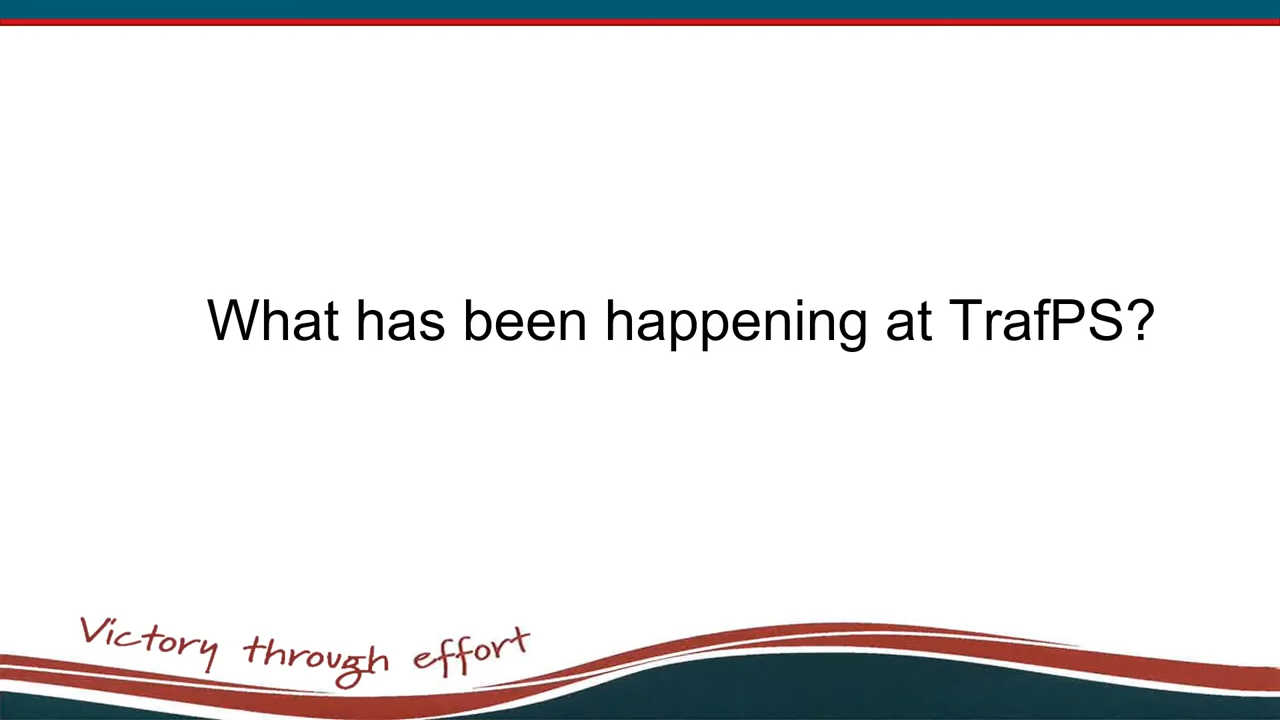 What has been happening at TrafPS?
Victory through effort